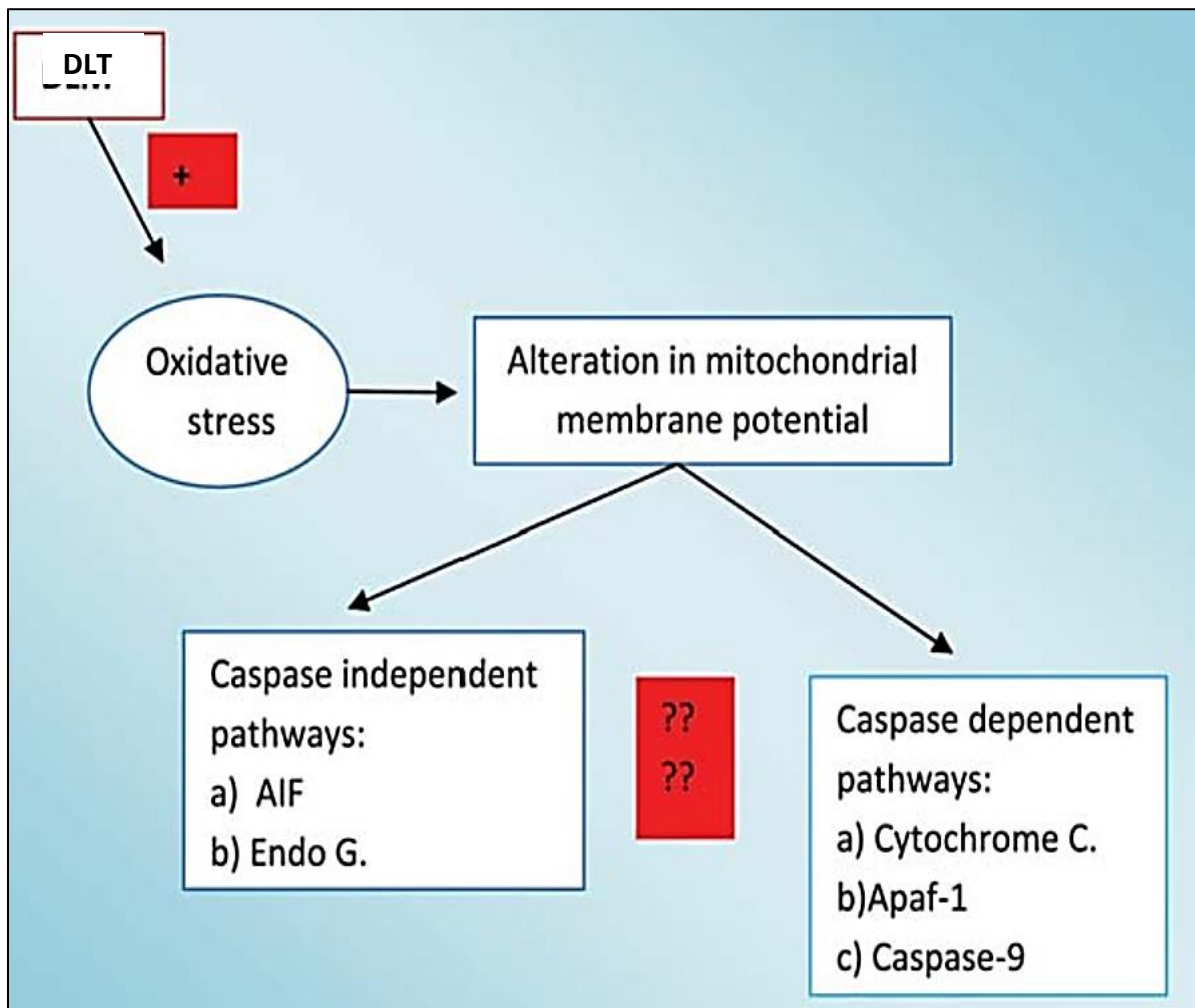 DLT
+
Oxidative
stress
Alteration in mitochondrial
membrane potential
Caspase independent
pathways:
a) AIF
b) Endo G.
??
??
Caspase dependent
pathways:
a) Cytochrome C.
b)Apaf-1
c) Caspase-9